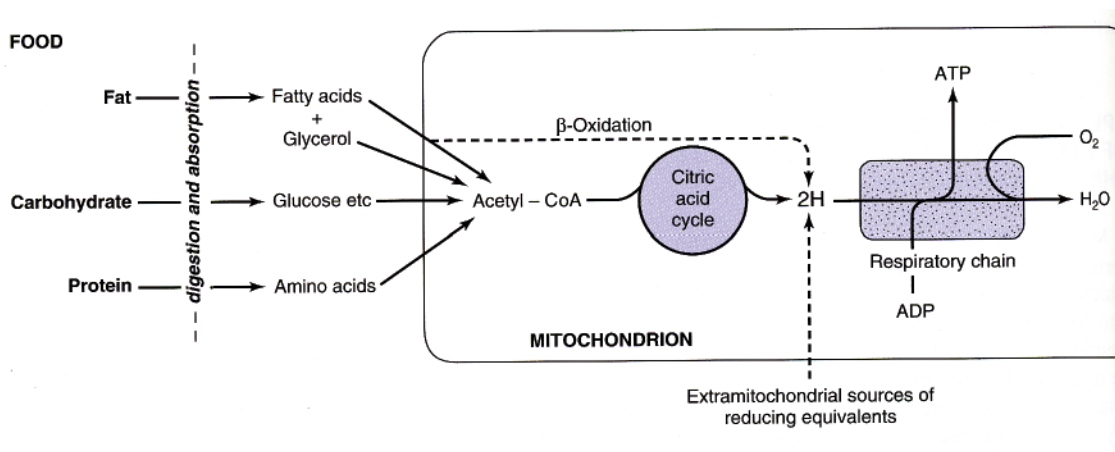 FOOD
Fat
Carbohydrate
Protein
digestion and absorption
Fatty acids
+
Glycerol
Glucose etc
Amino acids
β-Oxidation
Acetyl – CoA
Citric
acid
cycle
2H
ATP
O2
H2O
Respiratory chain
ADP
MITOCHONDRION
Extramitochondrial sources of
reducing equivalents